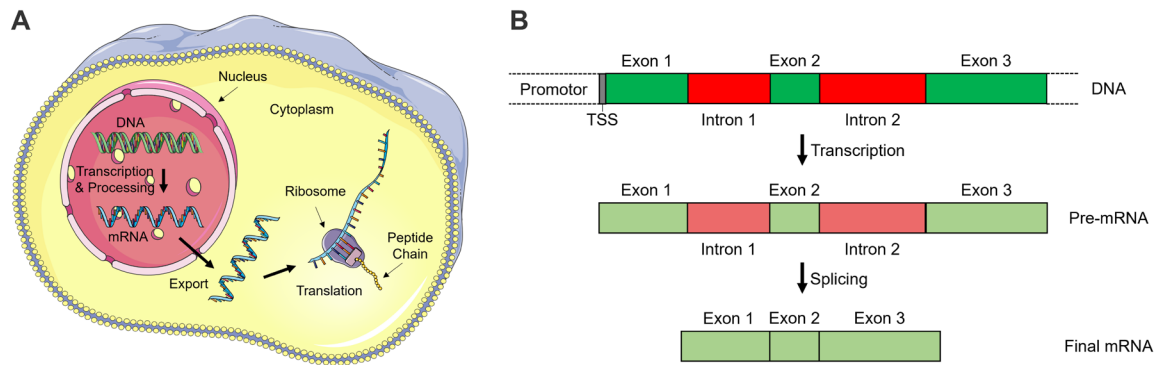 A
Nucleus
Cytoplasm
DNA
Transcription
& Processing
mRNA
Ribosome
Peptide
Chain
Export
Translation
B
Exon 1
Exon 2
Exon 3
Promotor
DNA
TSS
Intron 1
Intron 2
Transcription
Exon 1
Exon 2
Exon 3
Pre-mRNA
Intron 1
Intron 2
Splicing
Exon 1
Exon 2
Exon 3
Final mRNA